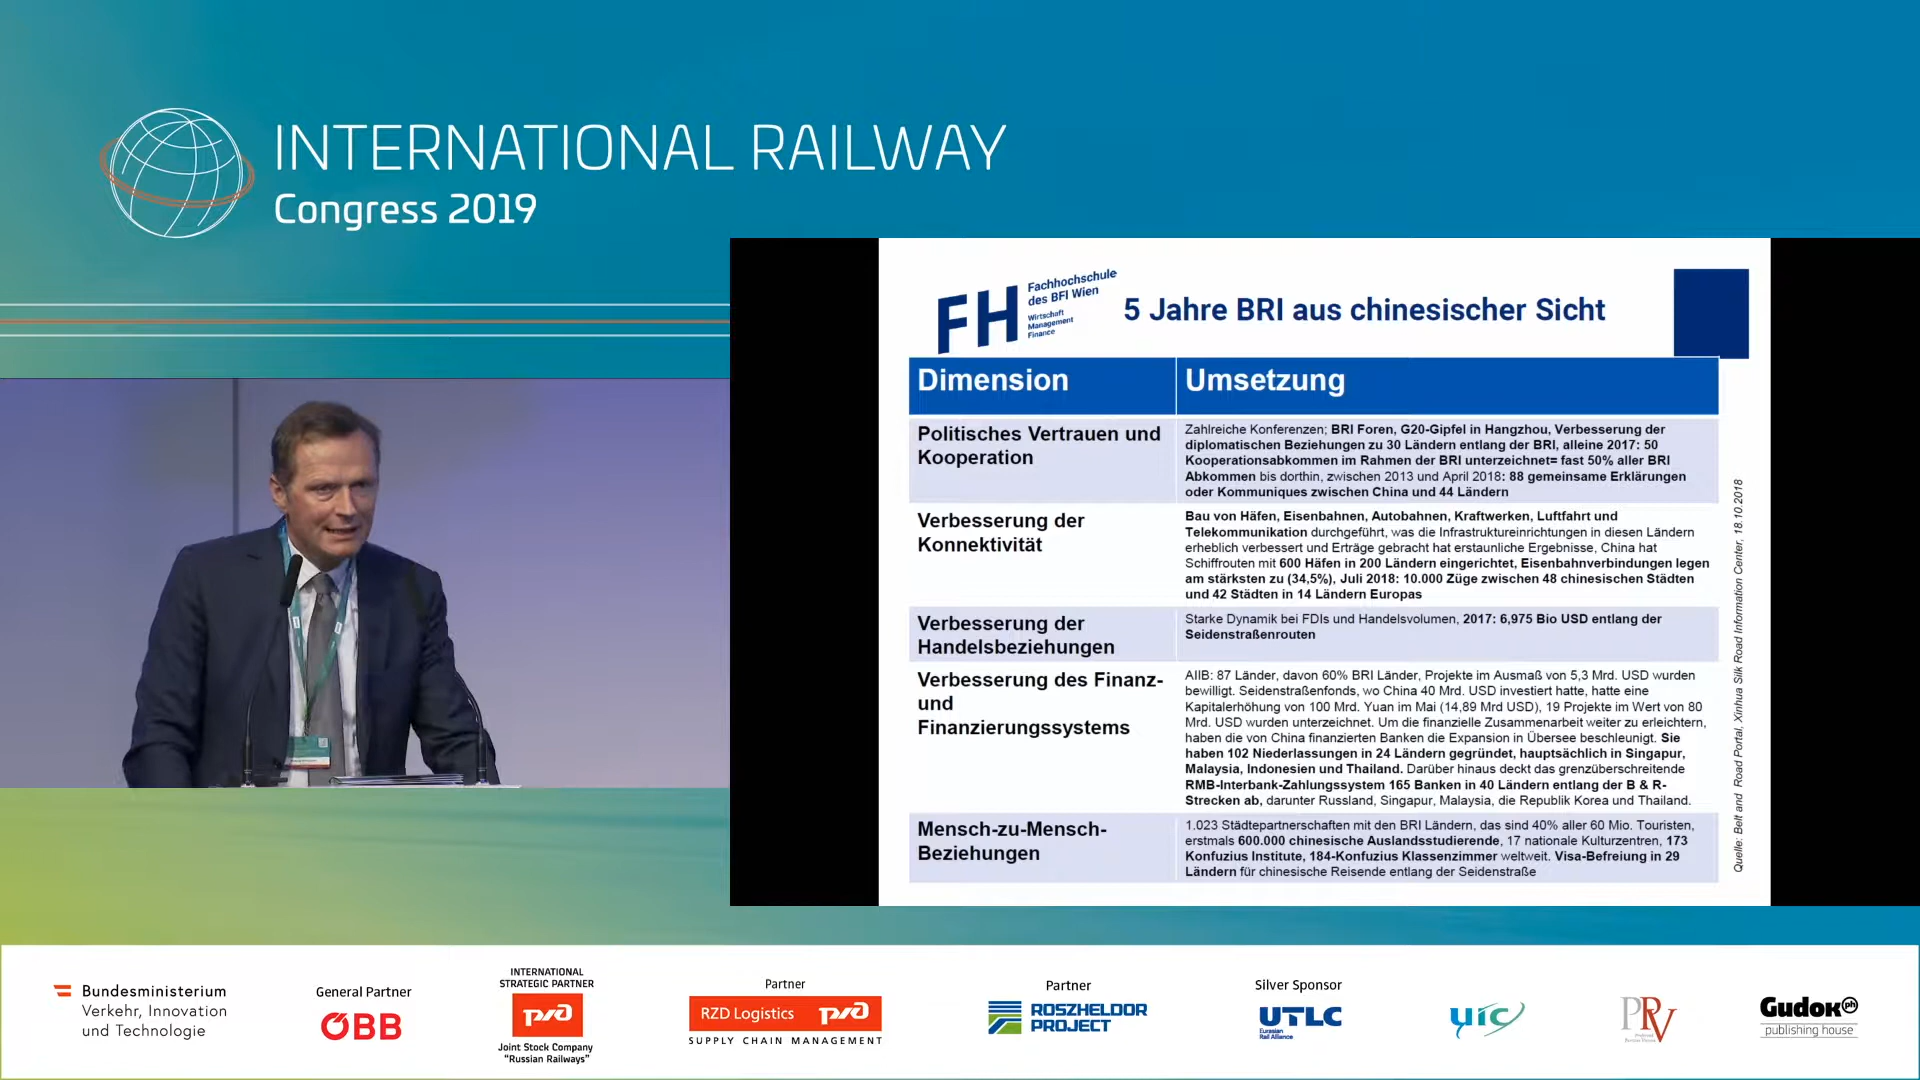 INTERNATIONAL RAILWAY
Congress 2019
FH
Fachhochschule
des BFI Wien
Wirtschaft
Management
Finance
5 Jahre BRI aus chinesischer Sicht
Dimension
Umsetzung
Politisches Vertrauen und
Kooperation
Zahlreiche Konferenzen; BRI Foren, G20-Gipfel in Hangzhou, Verbesserung der
diplomatischen Beziehungen zu 30 Ländern entlang der BRI, alleine 2017: 50
Kooperationsabkommen im Rahmen der BRI unterzeichnet= fast 50% aller BRI
Abkommen bis dorthin, zwischen 2013 und April 2018: 88 gemeinsame Erklärungen
oder Kommuniques zwischen China und 44 Ländern
Verbesserung der
Konnektivität
Bau von Häfen, Eisenbahnen, Autobahnen, Kraftwerken, Luftfahrt und
Telekommunikation durchgeführt, was die Infrastruktureinrichtungen in diesen Ländern
erheblich verbessert und Erträge gebracht hat erstaunliche Ergebnisse, China hat
Schiffrouten mit 600 Häfen in 200 Ländern eingerichtet, Eisenbahnverbindungen legen
am stärksten zu (34,5%), Juli 2018: 10.000 Züge zwischen 48 chinesischen Städten
und 42 Städten in 14 Ländern Europas
Verbesserung der
Handelsbeziehungen
Starke Dynamik bei FDIs und Handelsvolumen, 2017: 6,975 Bio USD entlang der
Seidenstraßenrouten
Verbesserung des Finanz-
und
Finanzierungssystems
AIIB: 87 Länder, davon 60% BRI Länder, Projekte im Ausmaß von 5,3 Mrd. USD wurden
bewilligt. Seidenstraßenfonds, wo China 40 Mrd. USD investiert hatte, hatte eine
Kapitalerhöhung von 100 Mrd. Yuan im Mai (14,89 Mrd USD), 19 Projekte im Wert von 80
Mrd. USD wurden unterzeichnet. Um die finanzielle Zusammenarbeit weiter zu erleichtern,
haben die von China finanzierten Banken die Expansion in Übersee beschleunigt. Sie
haben 102 Niederlassungen in 24 Ländern gegründet, hauptsächlich in Singapur,
Malaysia, Indonesien und Thailand. Darüber hinaus deckt das grenzüberschreitende
RMB-Interbank-Zahlungssystem 165 Banken in 40 Ländern entlang der B & R-
Strecken ab, darunter Russland, Singapur, Malaysia, die Republik Korea und Thailand.
Mensch-zu-Mensch-
Beziehungen
1.023 Städtepartnerschaften mit den BRI Ländern, das sind 40% aller 60 Mio. Touristen,
erstmals 600.000 chinesische Auslandsstudierende, 17 nationale Kulturzentren, 173
Konfuzius Institute, 184-Konfuzius Klassenzimmer weltweit. Visa-Befreiung in 29
Ländern für chinesische Reisende entlang der Seidenstraße
Quelle: Belt and Road Portal, Xinhua Silk Road Information Center, 18.10.2018
Bundesministerium
Verkehr, Innovation
und Technologie
General Partner
ÖBB
INTERNATIONAL
STRATEGIC PARTNER
Joint Stock Company
"Russian Railways"
Partner
RZD Logistics
SUPPLY CHAIN MANAGEMENT
Partner
ROSZHELDOR
PROJECT
Silver Sponsor
UTLC
Eurasian
Rail Alliance
uic
PRV
Gudok ph
publishing house